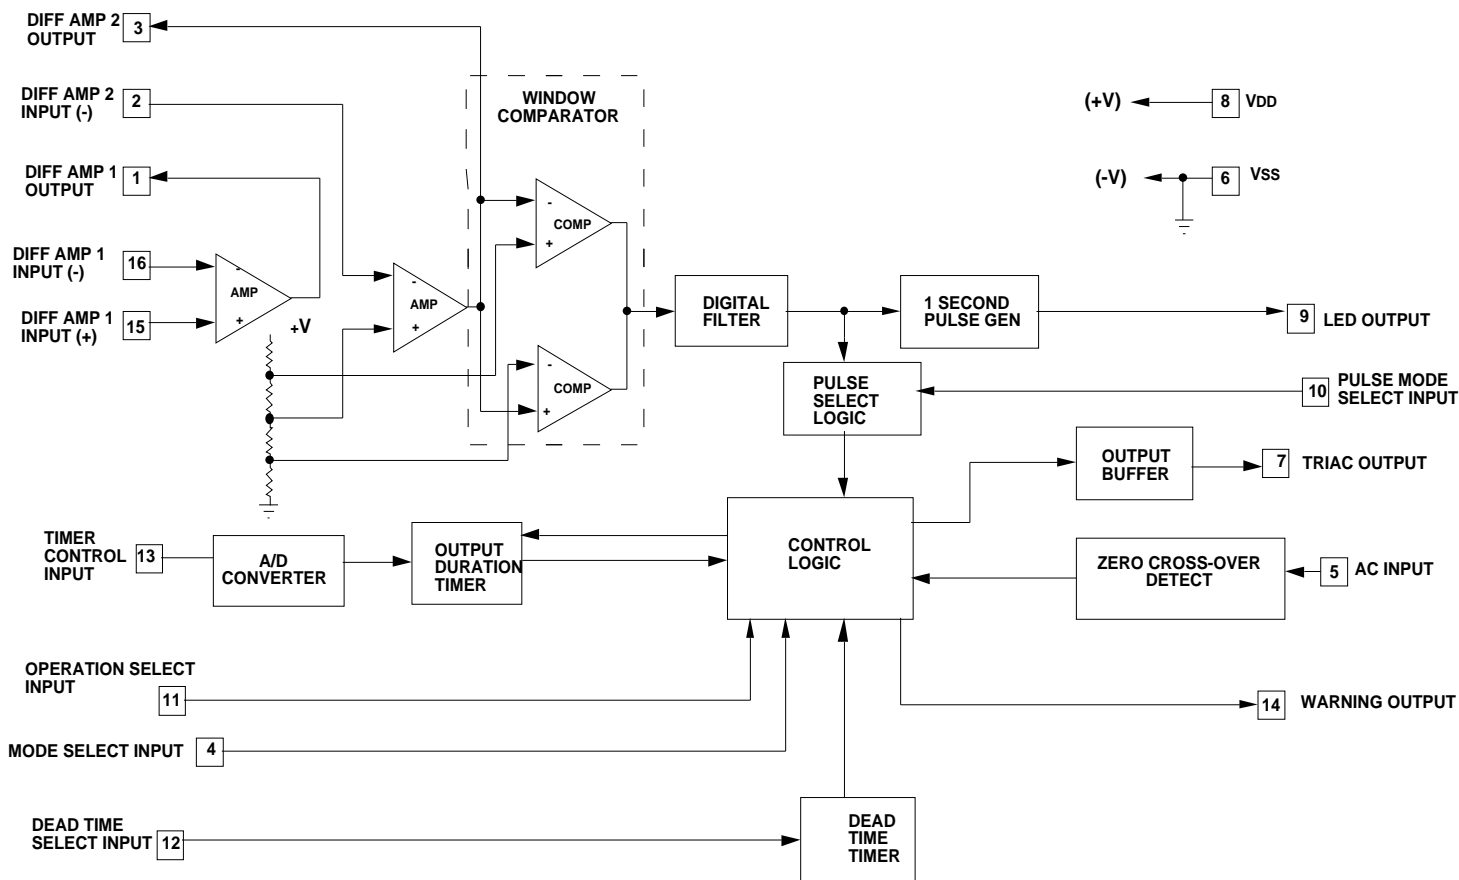 DIFF AMP 2
OUTPUT
3
DIFF AMP 2
INPUT (-)
2
DIFF AMP 1
OUTPUT
1
DIFF AMP 1
INPUT (-)
16
DIFF AMP 1
INPUT (+)
15
-
AMP
+
+V
-
AMP
+
WINDOW
COMPARATOR
-
COMP
+
-
COMP
+
(+V)
8
VDD
(-V)
6
VSS
DIGITAL
FILTER
1 SECOND
PULSE GEN
9
LED OUTPUT
PULSE
SELECT
LOGIC
10
PULSE MODE
SELECT INPUT
OUTPUT
BUFFER
7
TRIAC OUTPUT
TIMER
CONTROL
INPUT
13
A/D
CONVERTER
OUTPUT
DURATION
TIMER
CONTROL
LOGIC
ZERO CROSS-OVER
DETECT
5
AC INPUT
OPERATION SELECT
INPUT
11
14
WARNING OUTPUT
MODE SELECT INPUT
4
DEAD TIME
SELECT INPUT
12
DEAD
TIME
TIMER